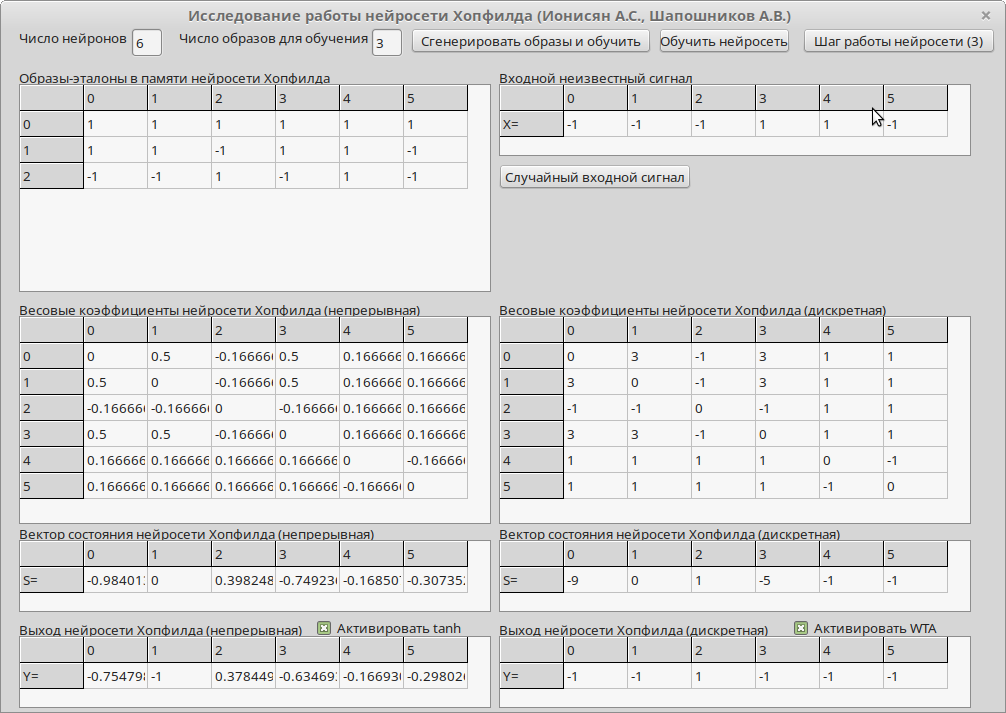 Исследование работы нейросети Хопфилда (Ионисян А.С., Шапошников А.В.)
Число нейронов 6 Число образов для обучения 3 Сгенерировать образы и обучить Обучить нейросеть Шаг работы нейросети (3)
Образы-эталоны в памяти нейросети Хопфилда
0 1 2 3 4 5
0 1 1 1 1 1 1
1 1 1 -1 1 1 -1
2 -1 -1 1 -1 1 -1
Входной неизвестный сигнал
0 1 2 3 4 5
X= -1 -1 -1 1 1 -1
Случайный входной сигнал
Весовые коэффициенты нейросети Хопфилда (непрерывная)
0 1 2 3 4 5
0 0 0.5 -0.16666 0.5 0.166666 0.166666
1 0.5 0 -0.16666 0.5 0.166666 0.166666
2 -0.16666 -0.16666 0 -0.16666 0.166666 0.166666
3 0.5 0.5 -0.16666 0 0.166666 0.166666
4 0.166666 0.166666 0.166666 0.166666 0 -0.16666
5 0.166666 0.166666 0.166666 0.166666 -0.16666 0
Весовые коэффициенты нейросети Хопфилда (дискретная)
0 1 2 3 4 5
0 0 3 -1 3 1 1
1 3 0 -1 3 1 1
2 -1 -1 0 -1 1 1
3 3 3 -1 0 1 1
4 1 1 1 1 0 -1
5 1 1 1 1 -1 0
Вектор состояния нейросети Хопфилда (непрерывная)
0 1 2 3 4 5
S= -0.98401 0 0.398248 -0.74923 -0.16850 -0.30735
Вектор состояния нейросети Хопфилда (дискретная)
0 1 2 3 4 5
S= -9 0 1 -5 -1 -1
Выход нейросети Хопфилда (непрерывная) Активировать tanh
0 1 2 3 4 5
Y= -0.75479 -1 0.378449 -0.63469 -0.16693 -0.29802
Выход нейросети Хопфилда (дискретная) Активировать WTA
0 1 2 3 4 5
Y= -1 -1 1 -1 -1 -1